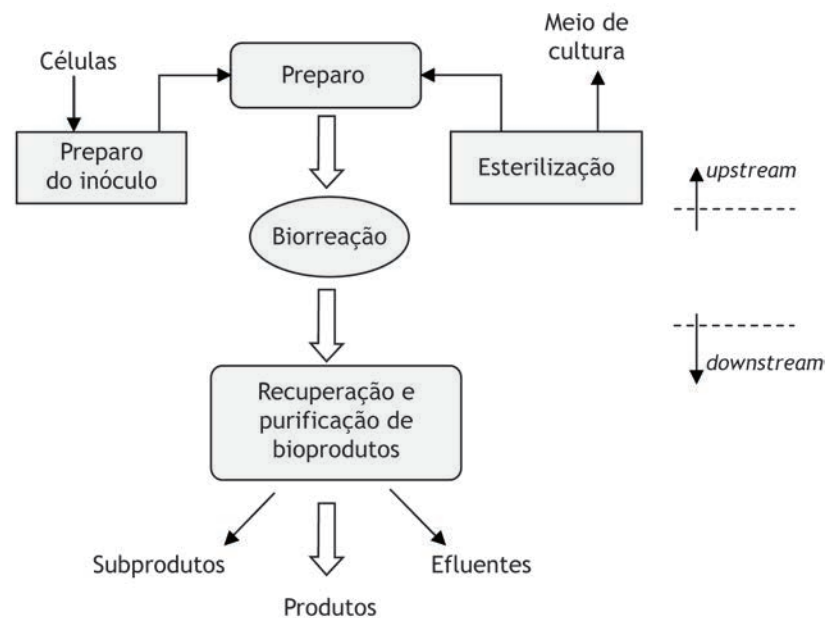 Meio de
cultura
Células
Preparo
Preparo
do inóculo
Esterilização
upstream
Biorreação
downstream
Recuperação e
purificação de
bioprodutos
Subprodutos
Efluentes
Produtos